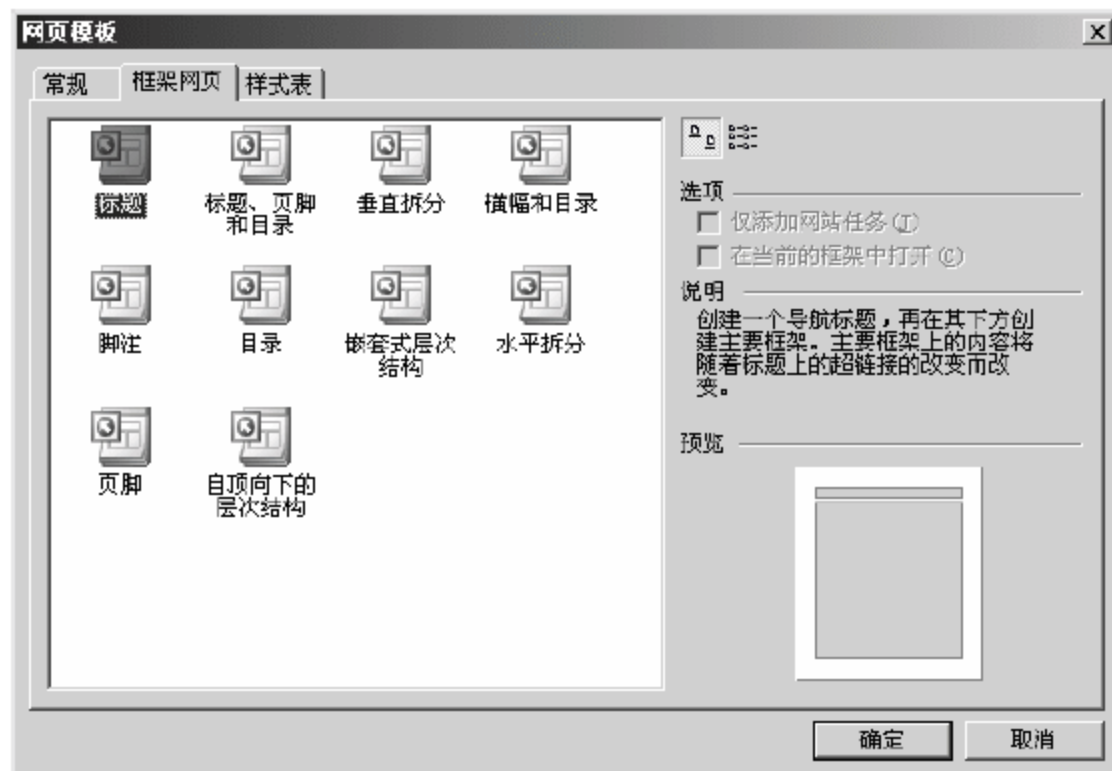 网页模板
常规 框架网页 样式表
标题
标题、页脚
和目录
垂直拆分
横幅和目录
脚注
目录
嵌套式层次
结构
水平拆分
页脚
自顶向下的
层次结构
选项
仅添加网站任务(T)
在当前的框架中打开(C)
说明
创建一个导航标题，再在其下方创
建主要框架。主要框架上的内容将
随着标题上的超链接的改变而改
变。
预览
确定 取消